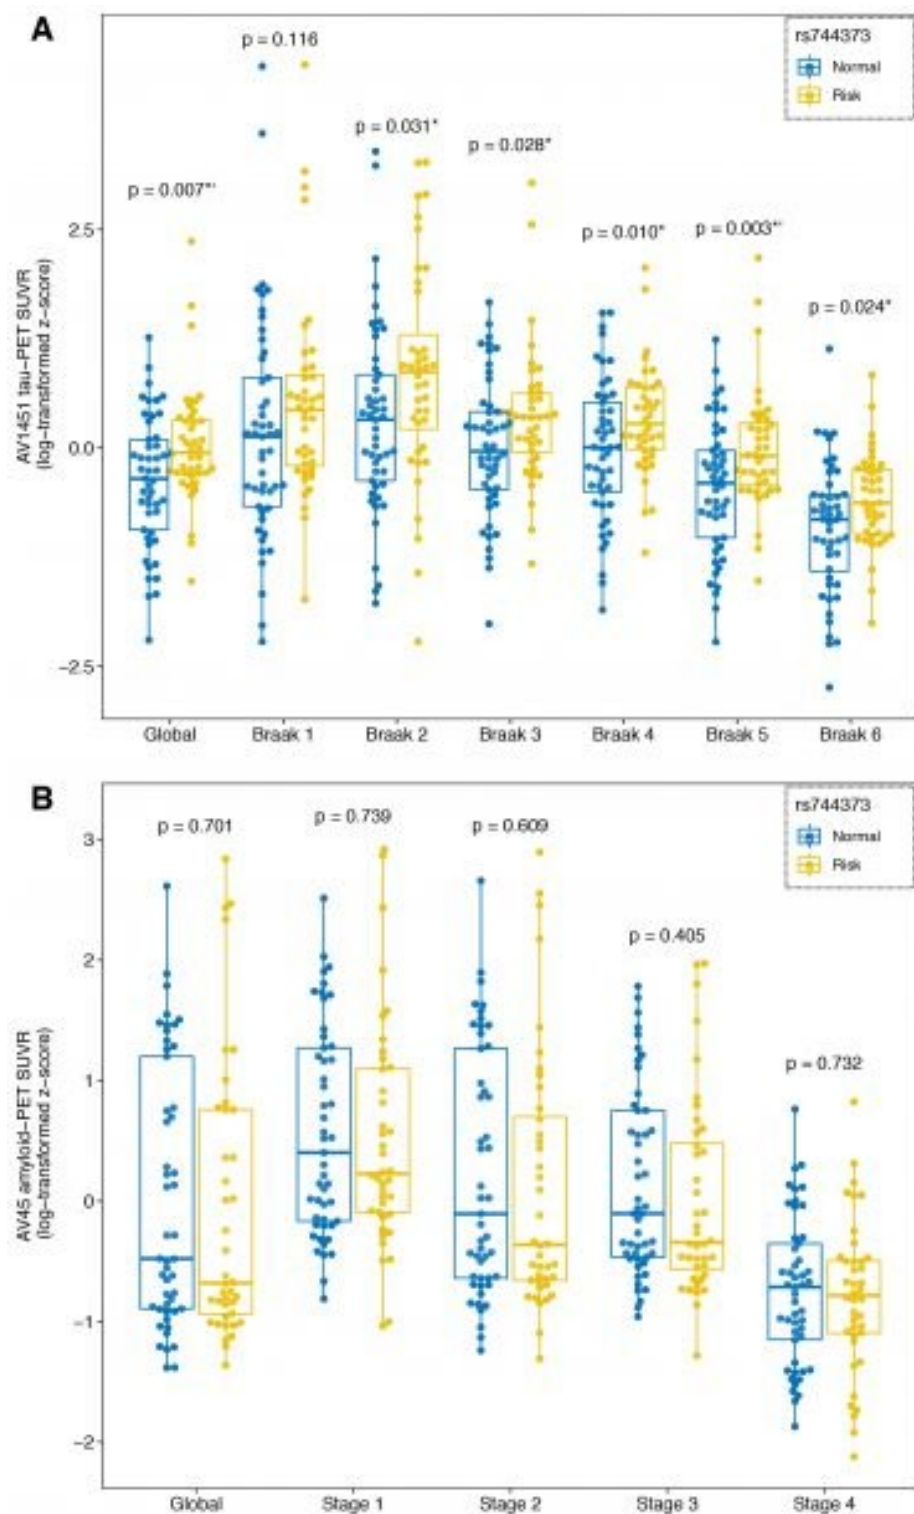 A
rs744373
Normal
Risk
p = 0.116
p = 0.031*
p = 0.028*
p = 0.007**
p = 0.010*
p = 0.003**
p = 0.024*
AV1451 tau-PET SUVR
(log-transformed z-score)
2.5
0.0
−2.5
Global Braak 1 Braak 2 Braak 3 Braak 4 Braak 5 Braak 6
B
rs744373
Normal
Risk
p = 0.701
p = 0.739
p = 0.609
p = 0.405
p = 0.732
AV45 amyloid-PET SUVR
(log-transformed z-score)
3
2
1
0
−1
−2
Global Stage 1 Stage 2 Stage 3 Stage 4